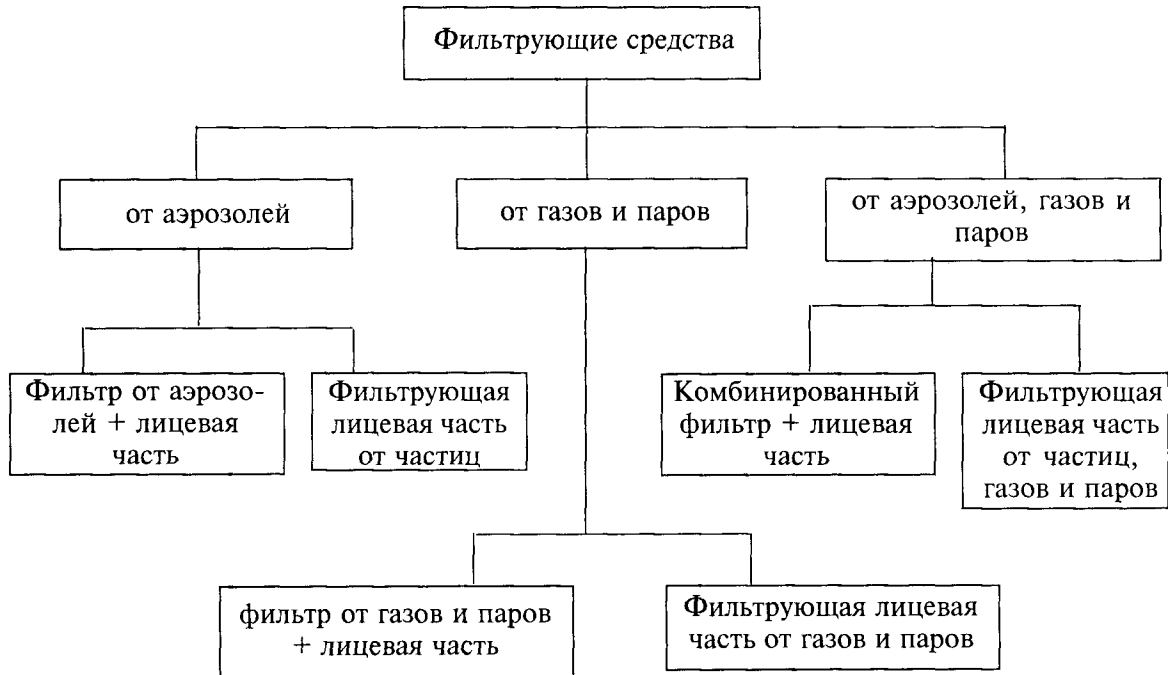 Фильтрующие средства
от аэрозолей
от газов и паров
от аэрозолей, газов и
паров
Фильтр от аэрозо-
лей + лицевая
часть
Фильтрующая
лицевая часть
от частиц
Комбинированный
фильтр + лицевая
часть
Фильтрующая
лицевая часть
от частиц,
газов и паров
фильтр от газов и паров
+ лицевая часть
Фильтрующая лицевая
часть от газов и паров